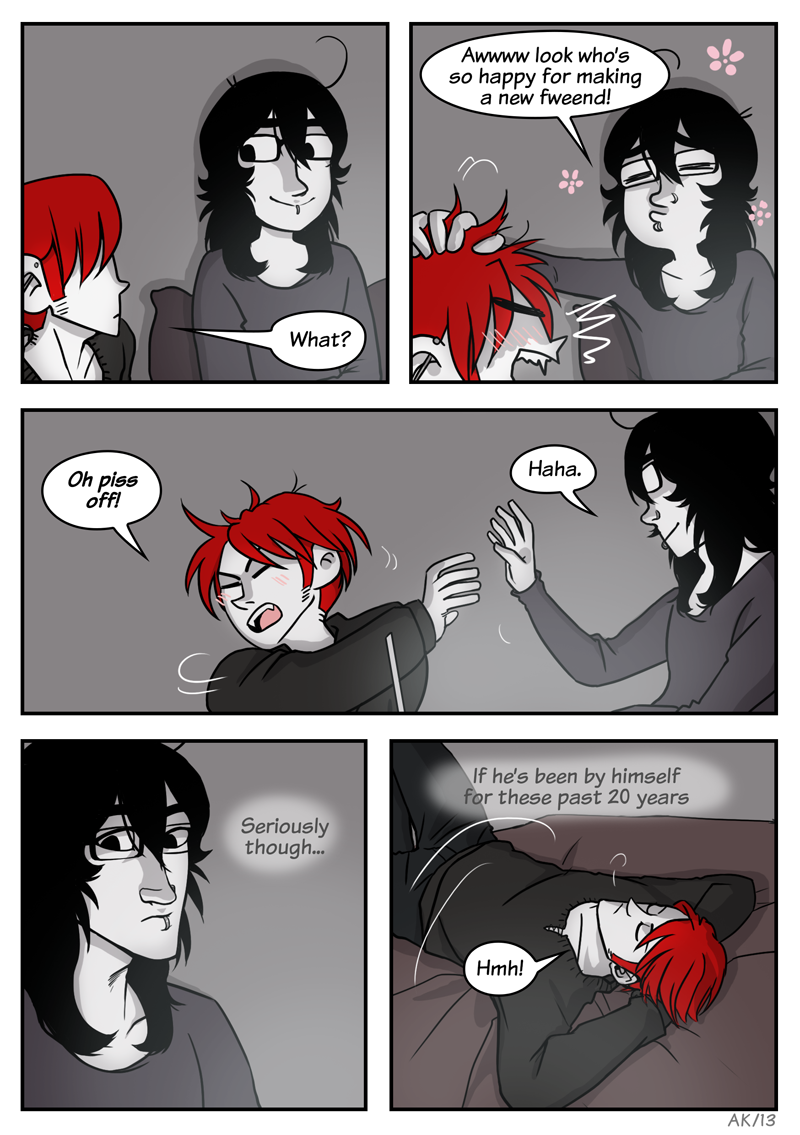 What?
Awwww look who's
so happy for making
a new fweend!
Oh piss
off!
Haha.
Seriously
though...
If he's been by himself
for these past 20 years
Hmh!
AK/13